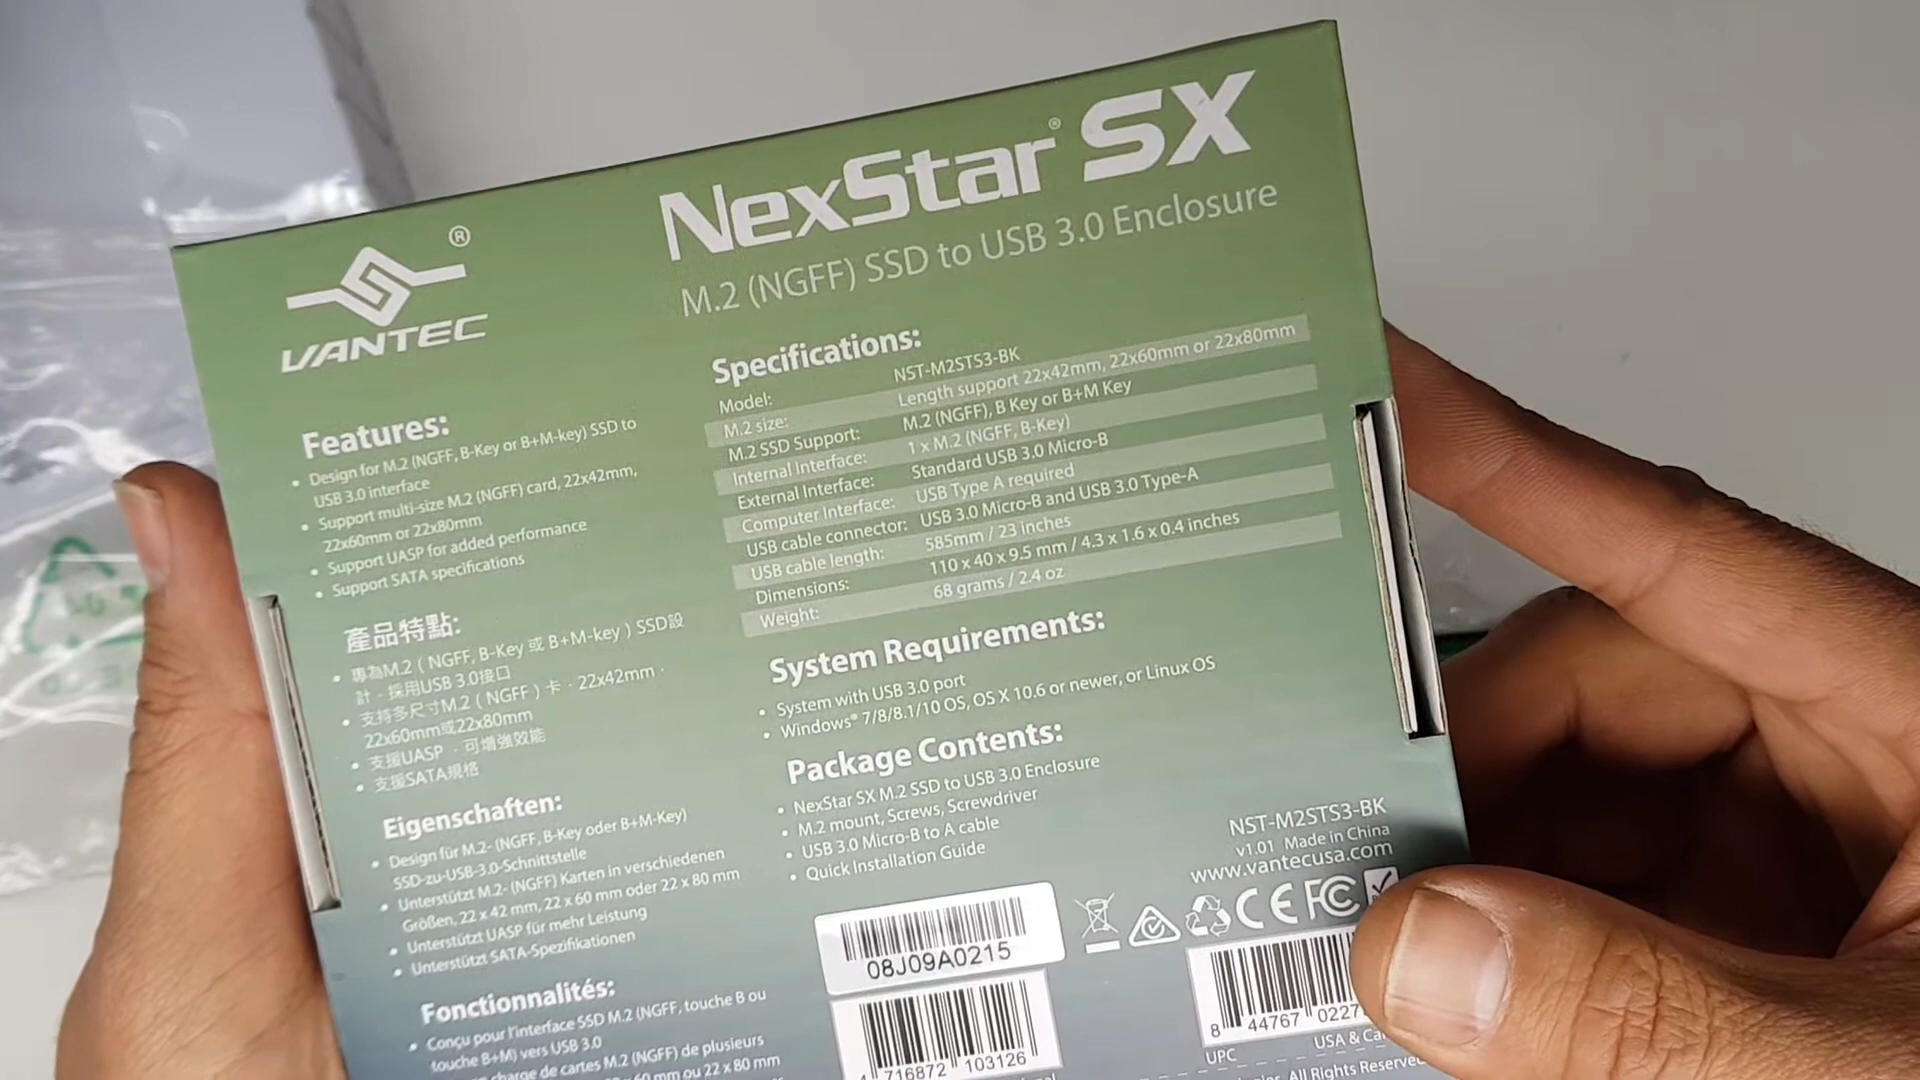 NexStar® SX
M.2 (NGFF) SSD to USB 3.0 Enclosure
®
VANTEC
Features:
• Design for M.2 (NGFF, B-Key or B+M-key) SSD to
USB 3.0 interface
• Support multi-size M.2 (NGFF) card, 22x42mm,
22x60mm or 22x80mm
• Support UASP for added performance
• Support SATA specifications
產品特點:
• 專為M.2 ( NGFF, B-Key 或 B+M-key ) SSD設
計,採用USB 3.0接口
• 支持多尺寸M.2 ( NGFF ) 卡,22x42mm,
22x60mm或22x80mm
• 支援UASP,可增強效能
• 支援SATA規格
Eigenschaften:
• Design für M.2- (NGFF, B-Key oder B+M-Key)
SSD-zu-USB-3.0-Schnittstelle
• Unterstützt M.2- (NGFF) Karten in verschiedenen
Größen, 22 x 42 mm, 22 x 60 mm oder 22 x 80 mm
• Unterstützt UASP für mehr Leistung
• Unterstützt SATA-Spezifikationen
Fonctionnalités:
• Conçu pour l'interface SSD M.2 (NGFF, touche B ou
touche B+M) vers USB 3.0
charge de cartes M.2 (NGFF) de plusieurs
60 mm ou 22 x 80 mm
Specifications:
Model: NST-M2STS3-BK
M.2 size: Length support 22x42mm, 22x60mm or 22x80mm
M.2 SSD Support: M.2 (NGFF), B Key or B+M Key
Internal Interface: 1 x M.2 (NGFF, B-Key)
External Interface: Standard USB 3.0 Micro-B
Computer Interface: USB Type A required
USB cable connector: USB 3.0 Micro-B and USB 3.0 Type-A
USB cable length: 585mm / 23 inches
Dimensions: 110 x 40 x 9.5 mm / 4.3 x 1.6 x 0.4 inches
Weight: 68 grams / 2.4 oz
System Requirements:
• System with USB 3.0 port
• Windows® 7/8/8.1/10 OS, OS X 10.6 or newer, or Linux OS
Package Contents:
• NexStar SX M.2 SSD to USB 3.0 Enclosure
• M.2 mount, Screws, Screwdriver
• USB 3.0 Micro-B to A cable
• Quick Installation Guide
NST-M2STS3-BK
v1.01 Made in China
www.vantecusa.com
CE FC
08J09A0215
4 716872 103126
8 44767 0227
UPC USA & Ca
All Rights Reserve